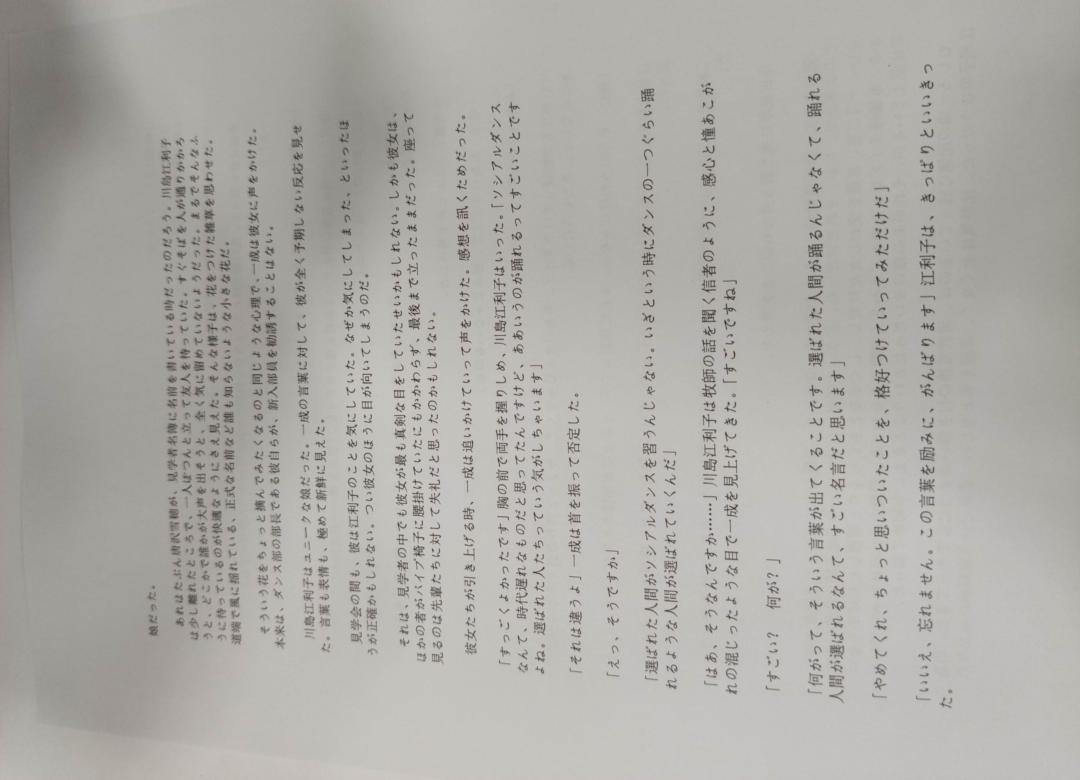 娘だった。
あれはたぶん唐沢雪穂が、見学者名簿に名前を書いている時だったのだろう。川島江利子
は少し離れたところで、一人ぽつんと立って友人を待っていた。すぐそばを人が通りかかろ
うと、どこかで誰かが大声を出そうと、全く気に留めていないようだった。まるでそんなふ
うに待っているのが快適なようにさえ見えた。そんな様子は、花をつけた雑草を思わせた。
道端で風に揺れている、正式な名前など誰も知らないような小さな花だ。
そういう花をちょっと摘んでみたくなるのと同じような心理で、一成は彼女に声をかけた。
本来は、ダンス部の部長である彼自らが、新入部員を勧誘することはない。
川島江利子はユニークな娘だった。一成の言葉に対して、彼が全く予期しない反応を見せ
た。言葉も表情も、極めて新鮮に見えた。
見学会の間も、彼は江利子のことを気にしていた。なぜか気にしてしまった、といったほ
うが正確かもしれない。つい彼女のほうに目が向いてしまうのだ。
それは、見学者の中でも彼女が最も真剣な目をしていたせいかもしれない。しかも彼女は、
ほかの者がパイプ椅子に腰掛けていたにもかかわらず、最後まで立ったままだった。座って
見るのは先輩たちに対して失礼だと思ったのかもしれない。
彼女たちが引き上げる時、一成は追いかけていって声をかけた。感想を訊くためだった。
「すっごくよかったです」胸の前で両手を握りしめ、川島江利子はいった。「ソシアルダンス
なんて、時代遅れなものだと思ってたんですけど、ああいうのが踊れるってすごいことです
よね。選ばれた人たちっていう気がしちゃいます」
「それは違うよ」一成は首を振って否定した。
「えっ、そうですか」
「選ばれた人間がソシアルダンスを習うんじゃない。いざという時にダンスの一つぐらい踊
れるような人間が選ばれていくんだ」
「はあ、そうなんですか……」川島江利子は牧師の話を聞く信者のように、感心と憧あこが
れの混じったような目で一成を見上げてきた。「すごいですね」
「すごい？　何が？」
「何がって、そういう言葉が出てくることです。選ばれた人間が踊るんじゃなくて、踊れる
人間が選ばれるなんて、すごい名言だと思います」
「やめてくれ、ちょっと思いついたことを、格好つけていってみただけだ」
「いいえ、忘れません。この言葉を励みに、がんばります」江利子は、きっぱりといいきっ
た。